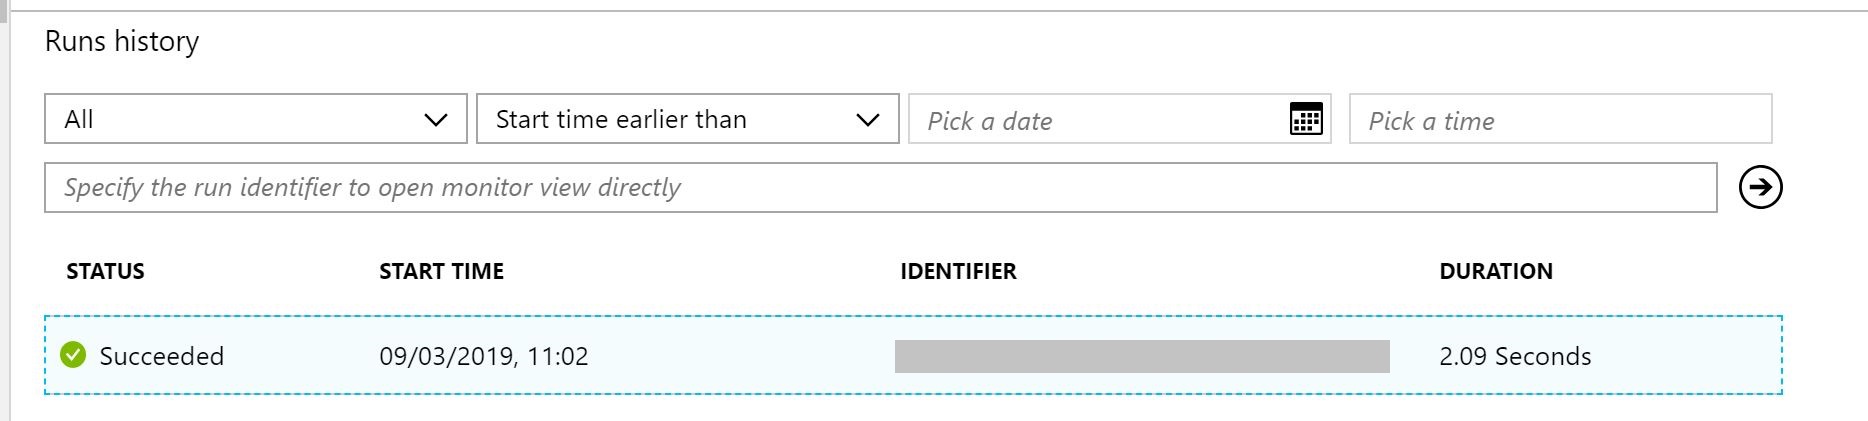 Runs history
All Start time earlier than Pick a date Pick a time
Specify the run identifier to open monitor view directly
STATUS START TIME IDENTIFIER DURATION
Succeeded 09/03/2019, 11:02 2.09 Seconds